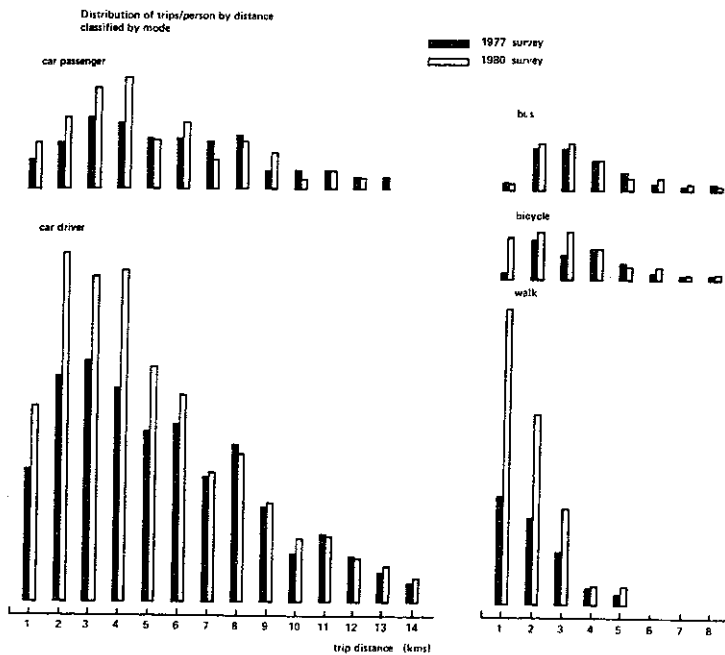 Distribution of trips/person by distance
classified by mode
1977 survey
1980 survey
car passenger
bus
bicycle
car driver
walk
1 2 3 4 5 6 7 8 9 10 11 12 13 14
trip distance (kms)
1 2 3 4 5 6 7 8